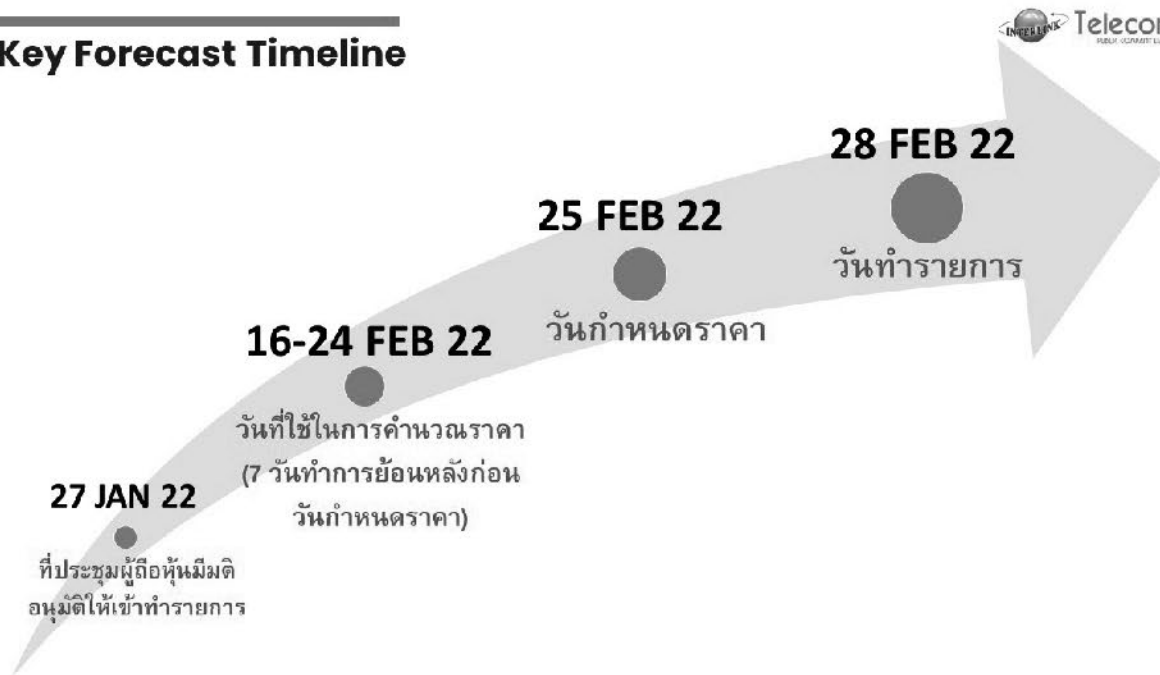 Key Forecast Timeline
INTERLINK Telecom
28 FEB 22
วันทำรายการ
25 FEB 22
วันกำหนดราคา
16-24 FEB 22
วันที่ใช้ในการคำนวณราคา
(7 วันทำการย้อนหลังก่อน
วันกำหนดราคา)
27 JAN 22
ที่ประชุมผู้ถือหุ้นมีมติ
อนุมัติให้เข้าทำรายการ